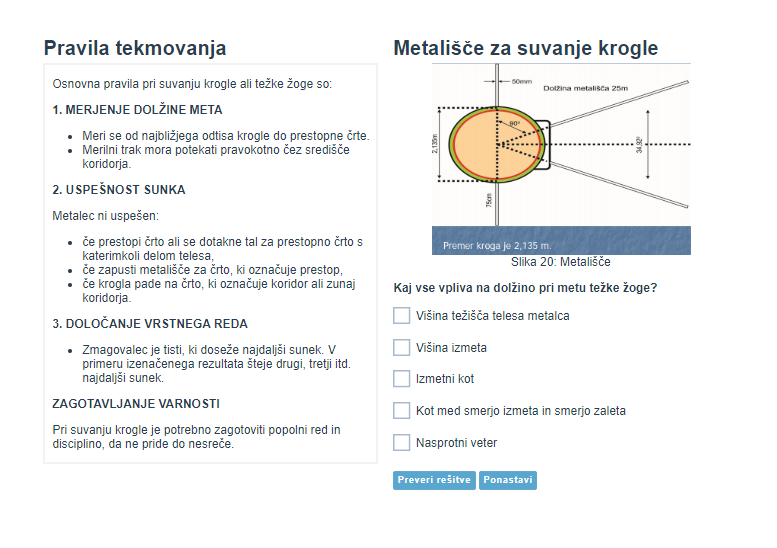 Pravila tekmovanja
Osnovna pravila pri suvanju krogle ali težke žoge so:
1. MERJENJE DOLŽINE META
Meri se od najbližjega odtisa krogle do prestopne črte.
Merilni trak mora potekati pravokotno čez središče
koridorja.
2. USPEŠNOST SUNKA
Metalec ni uspešen:
če prestopi črto ali se dotakne tal za prestopno črto s
katerimkoli delom telesa,
če zapusti metališče za črto, ki označuje prestop,
če krogla pade na črto, ki označuje koridor ali zunaj
koridorja.
3. DOLOČANJE VRSTNEGA REDA
Zmagovalec je tisti, ki doseže najdaljši sunek. V
primeru izenačenega rezultata šteje drugi, tretji itd.
najdaljši sunek.
ZAGOTAVLJANJE VARNOSTI
Pri suvanju krogle je potrebno zagotoviti popolni red in
disciplino, da ne pride do nesreče.
Metališče za suvanje krogle
50mm
Dolžina metališča 25m
90º
2,135m
34,92º
75cm
Premer kroga je 2,135 m.
Slika 20: Metališče
Kaj vse vpliva na dolžino pri metu težke žoge?
Višina težišča telesa metalca
Višina izmeta
Izmetni kot
Kot med smerjo izmeta in smerjo zaleta
Nasprotni veter
Preveri rešitve
Ponastavi